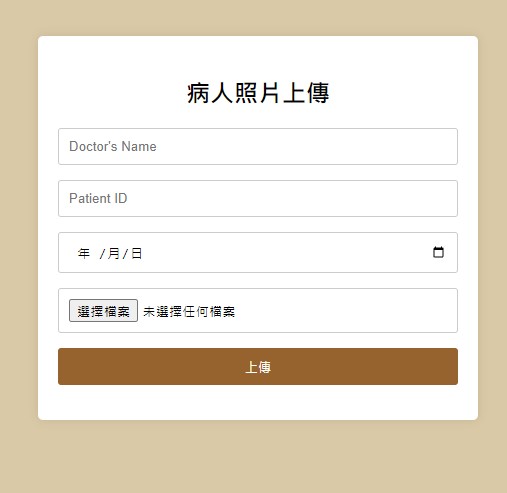 病人照片上傳
Doctor's Name
Patient ID
年 /月/日
選擇檔案 未選擇任何檔案
上傳